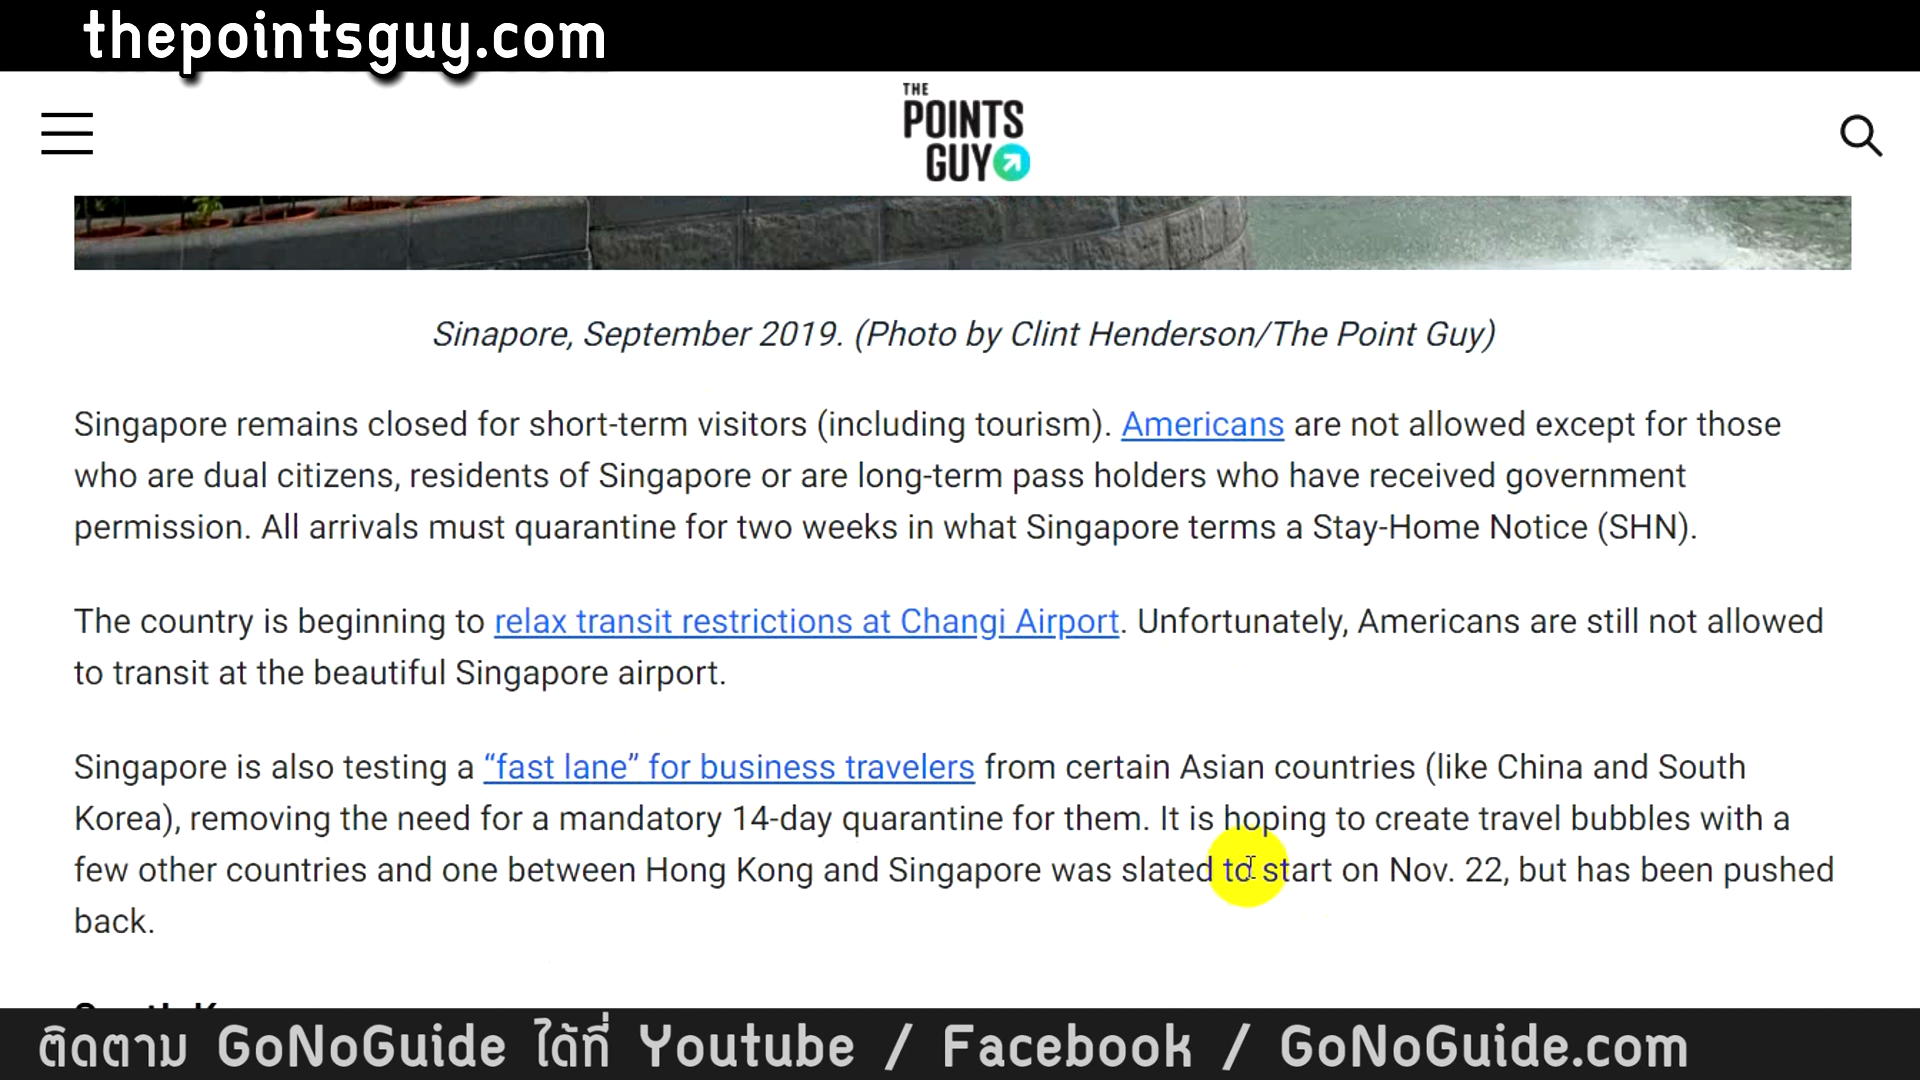 thepointsguy.com
THE
POINTS
GUY
Sinapore, September 2019. (Photo by Clint Henderson/The Point Guy)
Singapore remains closed for short-term visitors (including tourism). Americans are not allowed except for those
who are dual citizens, residents of Singapore or are long-term pass holders who have received government
permission. All arrivals must quarantine for two weeks in what Singapore terms a Stay-Home Notice (SHN).
The country is beginning to relax transit restrictions at Changi Airport. Unfortunately, Americans are still not allowed
to transit at the beautiful Singapore airport.
Singapore is also testing a “fast lane” for business travelers from certain Asian countries (like China and South
Korea), removing the need for a mandatory 14-day quarantine for them. It is hoping to create travel bubbles with a
few other countries and one between Hong Kong and Singapore was slated to start on Nov. 22, but has been pushed
back.
ติดตาม GoNoGuide ได้ที่ Youtube / Facebook / GoNoGuide.com